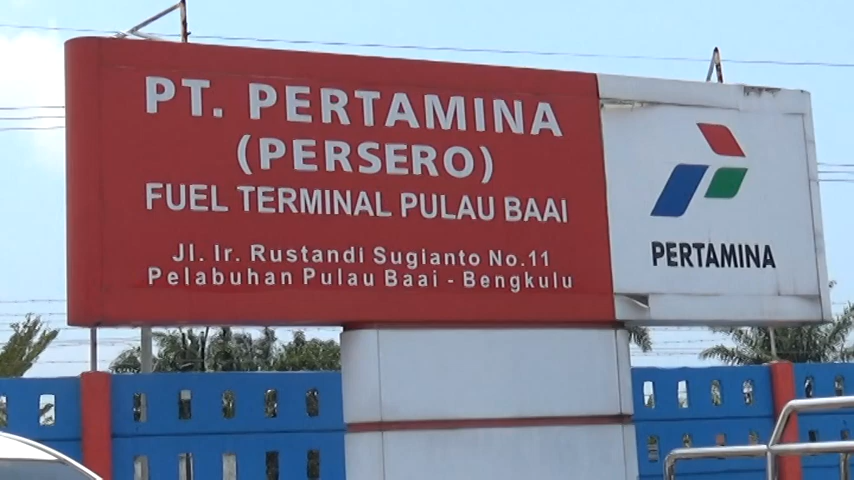 PT. PERTAMINA
(PERSERO)
FUEL TERMINAL PULAU BAAI
Jl. Ir. Rustandi Sugianto No.11
Pelabuhan Pulau Baai - Bengkulu
PERTAMINA